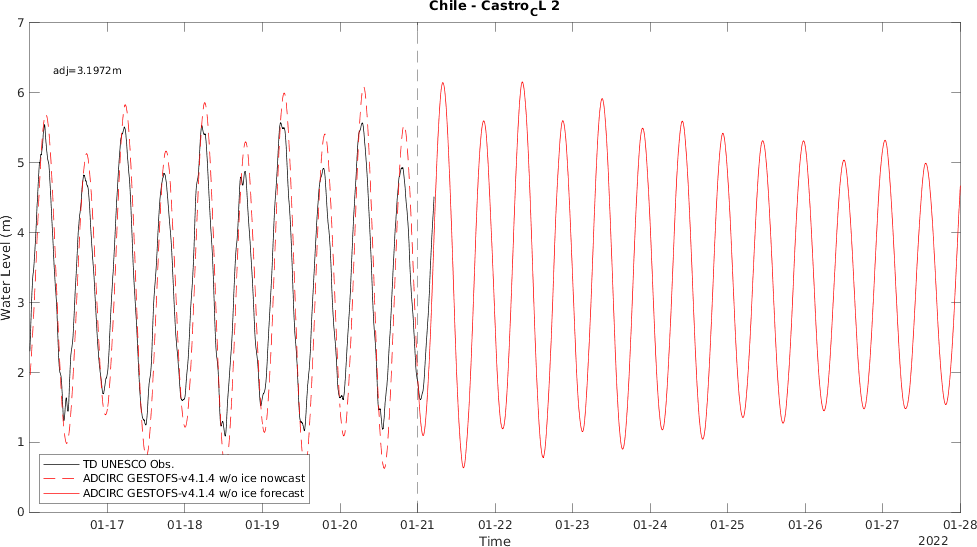 Chile - Castro_CL 2
adj=3.1972m
7
6
5
4
3
2
1
0
Water Level (m)
TD UNESCO Obs.
ADCIRC GESTOFS-v4.1.4 w/o ice nowcast
ADCIRC GESTOFS-v4.1.4 w/o ice forecast
01-17 01-18 01-19 01-20 01-21 01-22 01-23 01-24 01-25 01-26 01-27 01-28
Time
2022